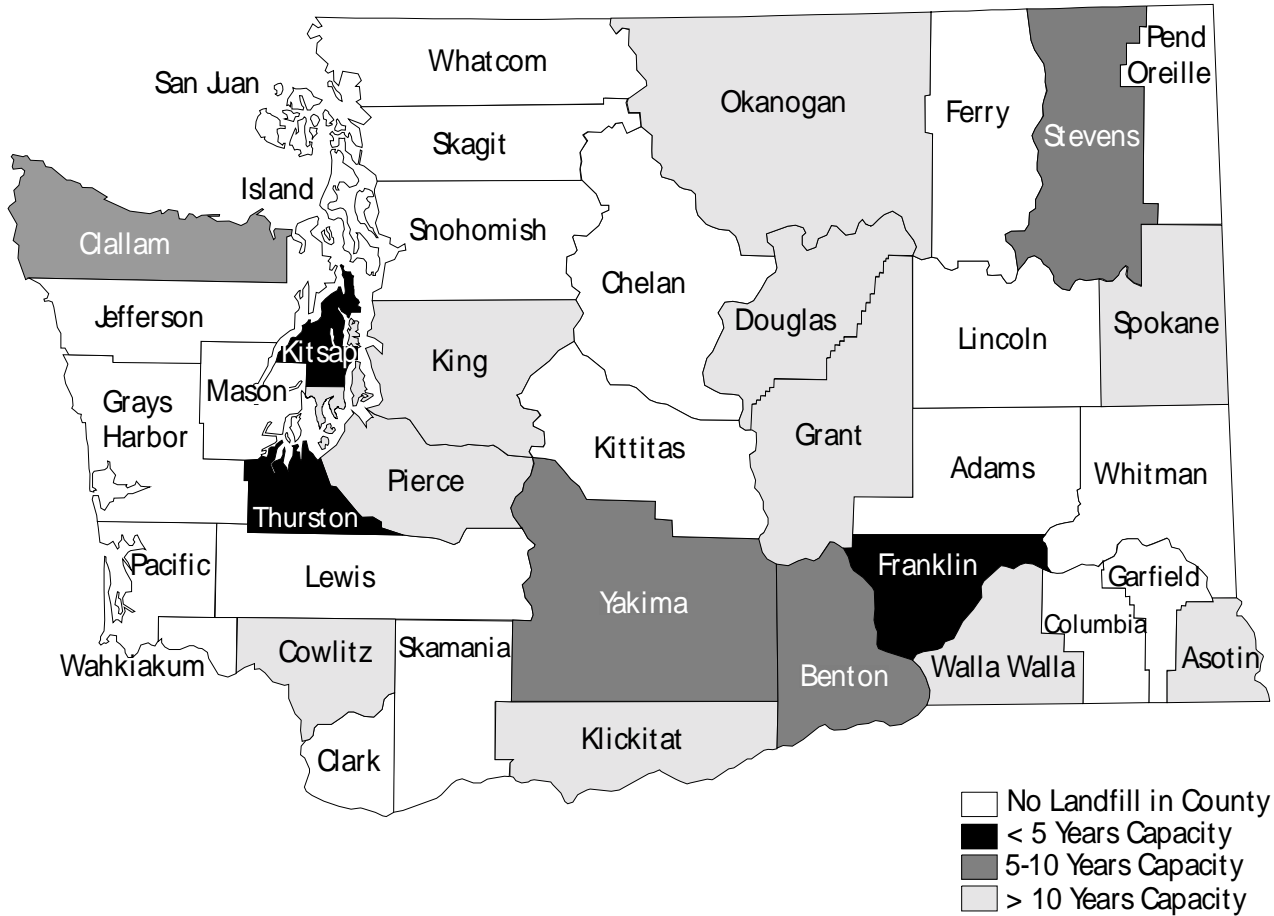 Whatcom
Pend
Oreille
San Juan
Okanogan
Ferry
Skagit
Stevens
Island
Snohomish
Clallam
Chelan
Jefferson
Douglas
Spokane
Lincoln
Kitsap
King
Mason
Grays
Harbor
Kittitas
Grant
Adams
Whitman
Pierce
Thurston
Pacific
Lewis
Franklin
Garfield
Yakima
Columbia
Wahkiakum
Cowlitz
Skamania
Benton
Walla Walla
Asotin
Klickitat
Clark
No Landfill in County
< 5 Years Capacity
5-10 Years Capacity
> 10 Years Capacity